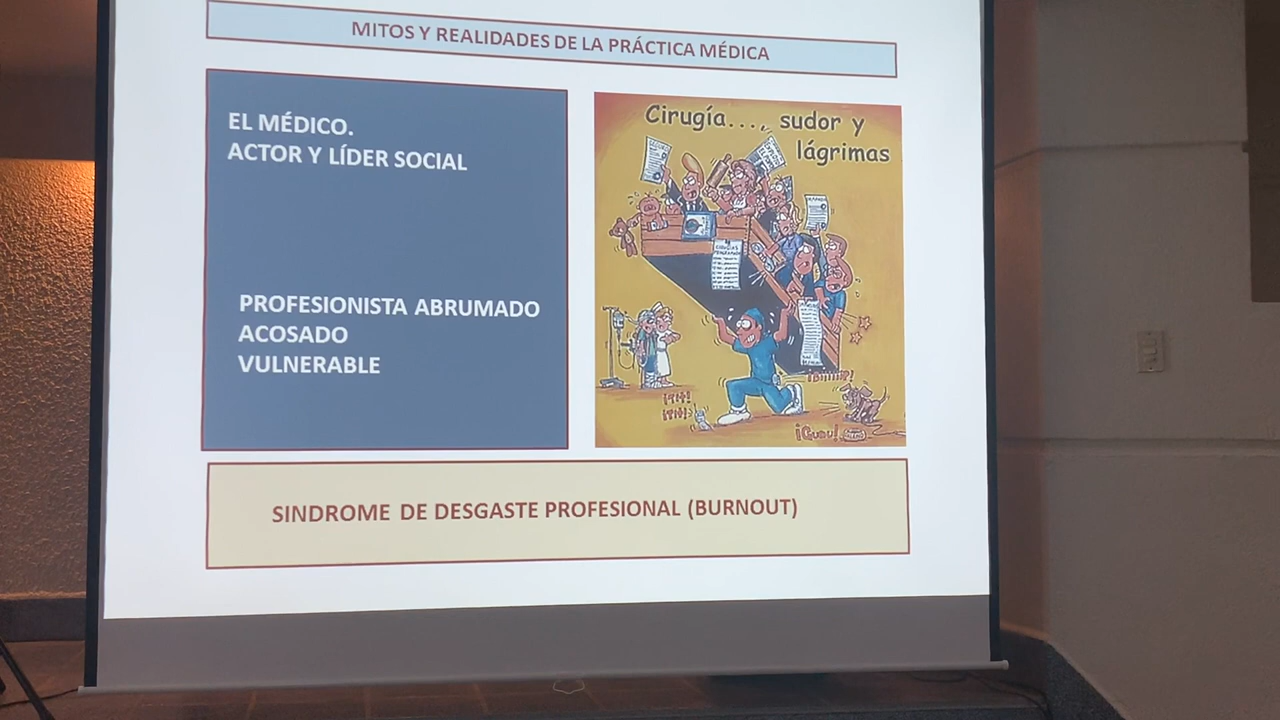 MITOS Y REALIDADES DE LA PRÁCTICA MÉDICA
EL MÉDICO.
ACTOR Y LÍDER SOCIAL
PROFESIONISTA ABRUMADO
ACOSADO
VULNERABLE
Cirugía... sudor y
lágrimas
SINDROME DE DESGASTE PROFESIONAL (BURNOUT)